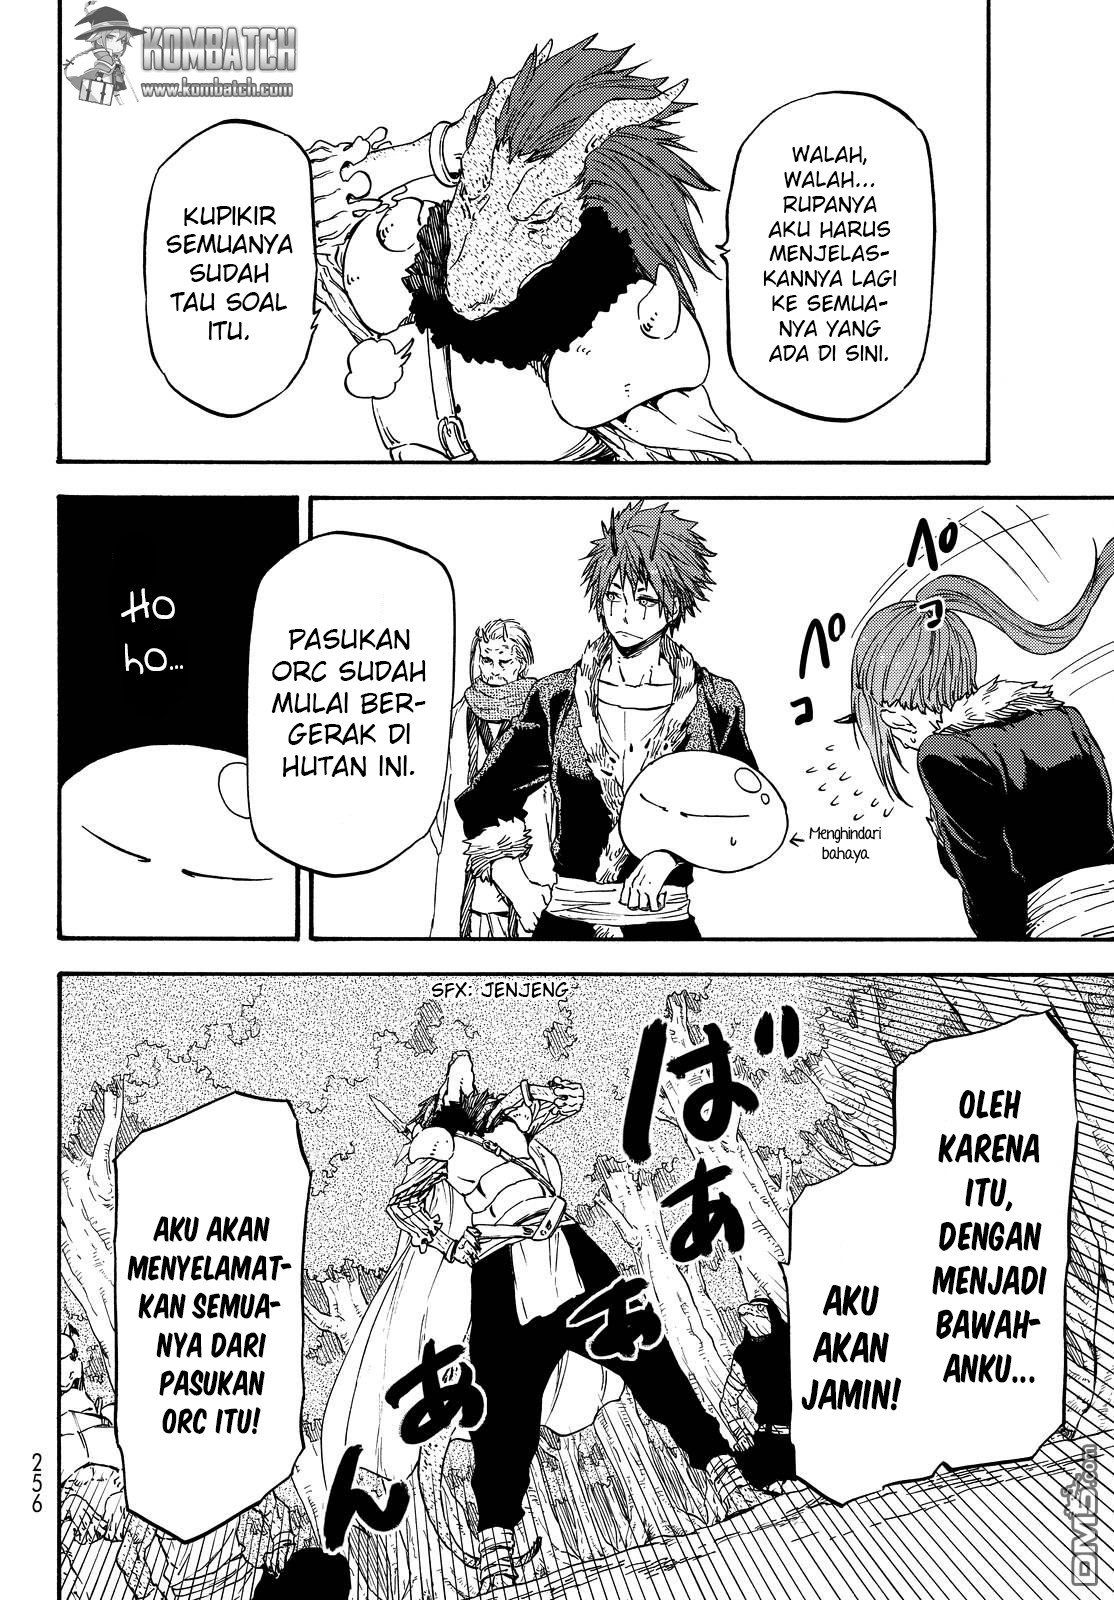 KOMBATCH
www.kombatch.com
WALAH,
WALAH...
RUPANYA
AKU HARUS
MENJELAS-
KANNYA LAGI
KE SEMUA-
NYA YANG
ADA DI SINI.
KUPIKIR
SEMUANYA
SUDAH
TAU SOAL
ITU.
ペコ
ペコ
Menghindari
bahaya
PASUKAN
ORC SUDAH
MULAI BER-
GERAK DI
HUTAN INI.
HO
HO...
SFX: JENJENG
ばぁぁぁん
OLEH
KARENA
ITU,
DENGAN
MENJADI
BAWAH-
ANKU...
AKU
AKAN
JAMIN!
AKU AKAN
MENYELAMAT-
KAN SEMUA-
NYA DARI
PASUKAN
ORC ITU!
256